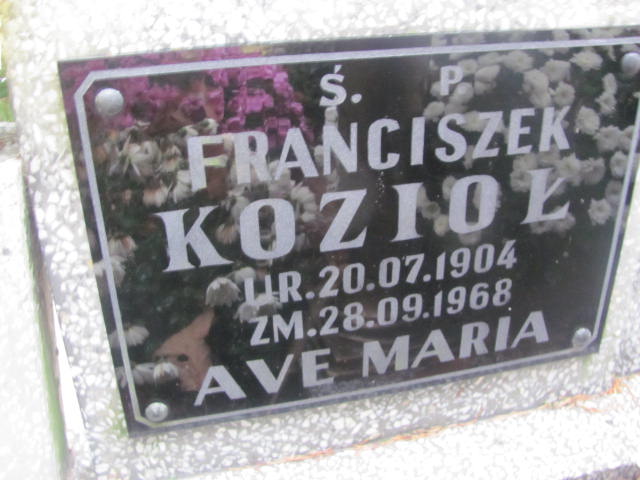 Ś. P.
FRANCISZEK
KOZIOŁ
UR.20.07.1904
ZM.28.09.1968
AVE MARIA